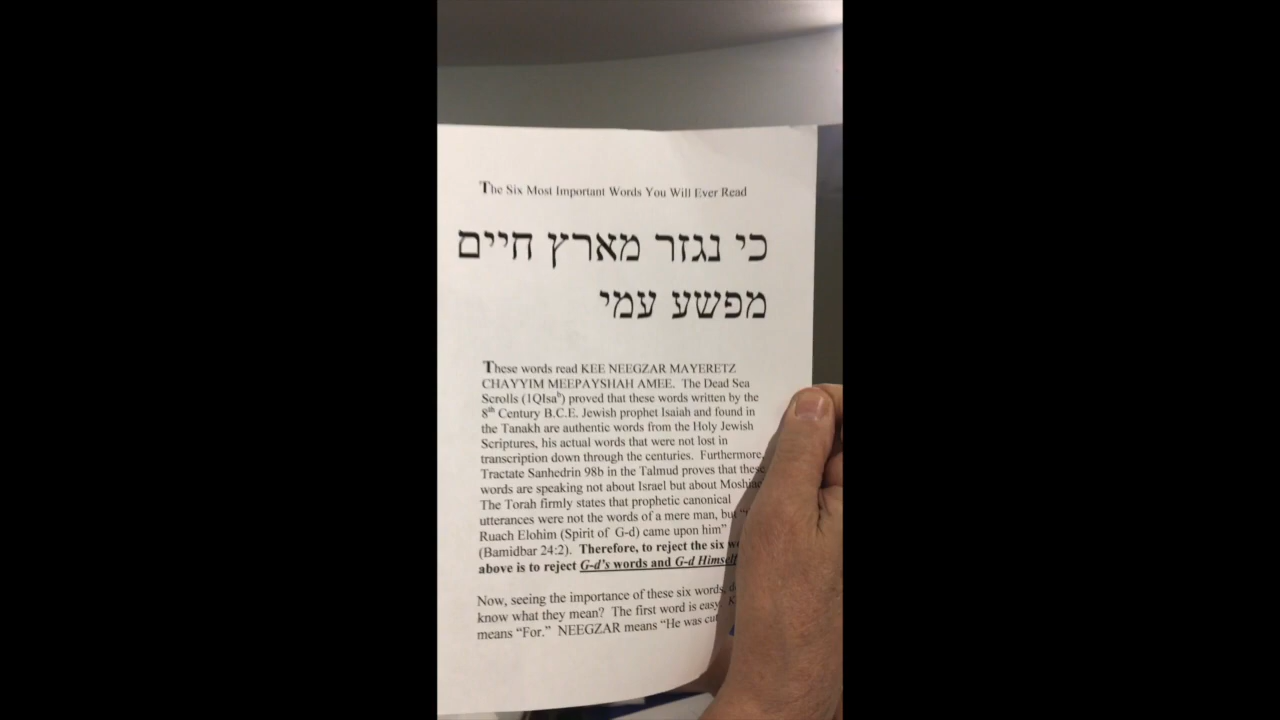 The Six Most Important Words You Will Ever Read
כי נגזר מארץ חיים
מפשע עמי
These words read KEE NEEGZAR MAYERETZ
CHAYYIM MEEPAYSHAH AMEE. The Dead Sea
Scrolls (1QIsaᵇ) proved that these words written by the
8ᵗʰ Century B.C.E. Jewish prophet Isaiah and found in
the Tanakh are authentic words from the Holy Jewish
Scriptures, his actual words that were not lost in
transcription down through the centuries. Furthermore,
Tractate Sanhedrin 98b in the Talmud proves that these
words are speaking not about Israel but about
The Torah firmly states that prophetic canonical
utterances were not the words of a mere man, but
Ruach Elohim (Spirit of G-d) came upon him”
(Bamidbar 24:2). Therefore, to reject the six
above is to reject G-d's words and G-d Himself
Now, seeing the importance of these six words,
know what they mean? The first word is easy.
means “For.” NEEGZAR means “He was